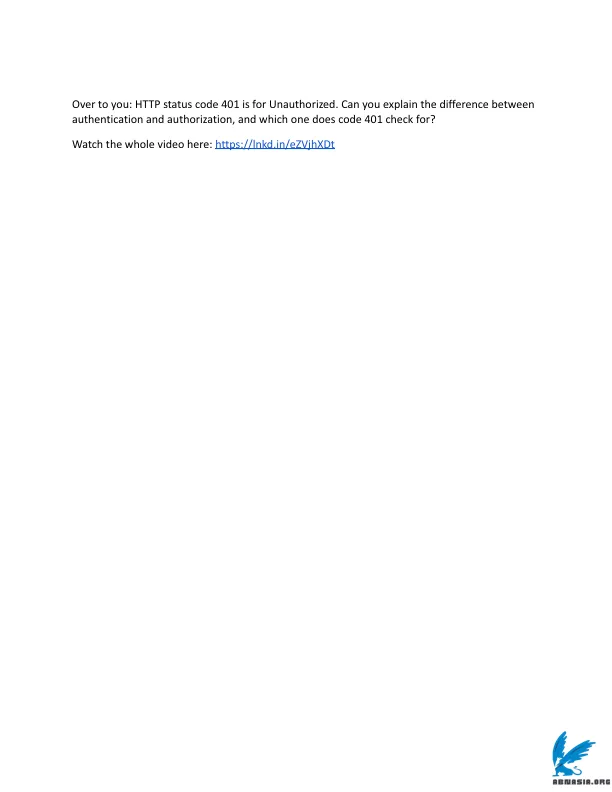 Over to you: HTTP status code 401 is for Unauthorized. Can you explain the difference between
authentication and authorization, and which one does code 401 check for?
Watch the whole video here: https://lnkd.in/eZVjhXDt
ABNASIA.ORG